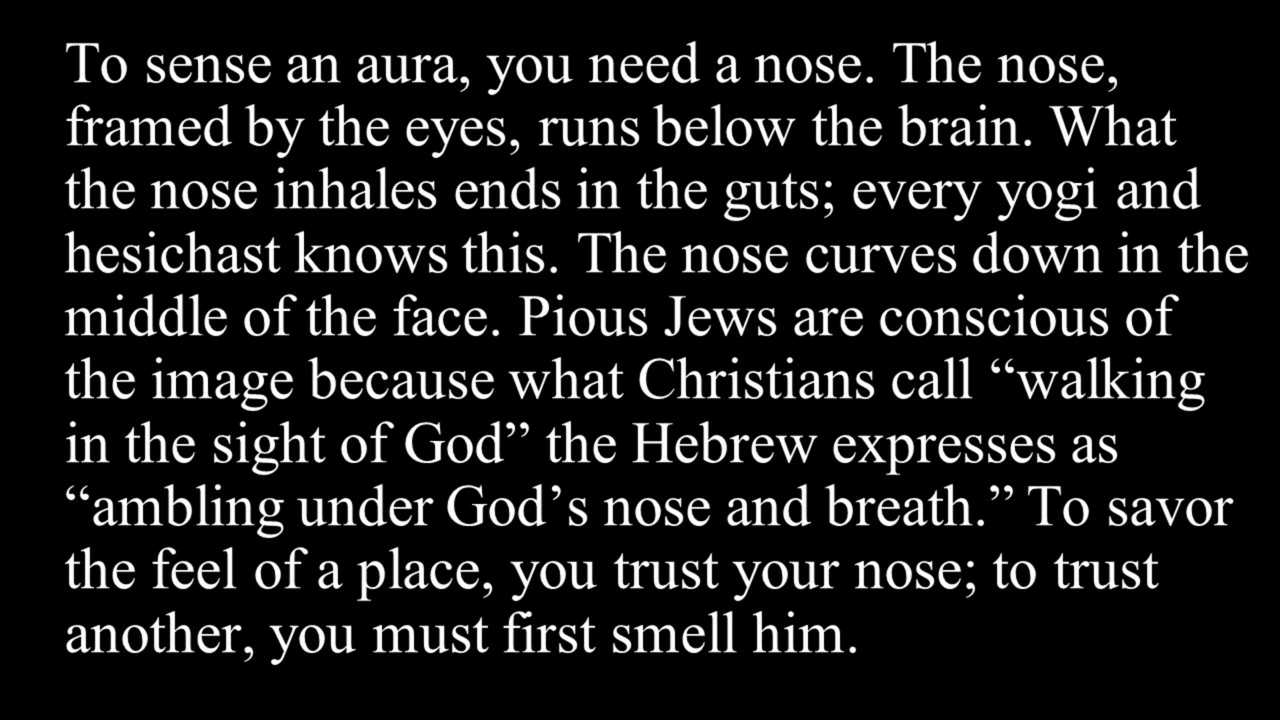 To sense an aura, you need a nose. The nose,
framed by the eyes, runs below the brain. What
the nose inhales ends in the guts; every yogi and
hesichast knows this. The nose curves down in the
middle of the face. Pious Jews are conscious of
the image because what Christians call “walking
in the sight of God” the Hebrew expresses as
“ambling under God’s nose and breath.” To savor
the feel of a place, you trust your nose; to trust
another, you must first smell him.